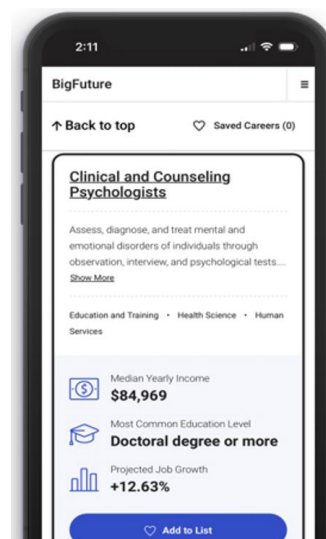 2:11
BigFuture
↑ Back to top
Saved Careers (0)
Clinical and Counseling
Psychologists
Assess, diagnose, and treat mental and
emotional disorders of individuals through
observation, interview, and psychological tests....
Show More
Education and Training • Health Science • Human
Services
Median Yearly Income
$84,969
Most Common Education Level
Doctoral degree or more
Projected Job Growth
+12.63%
Add to List